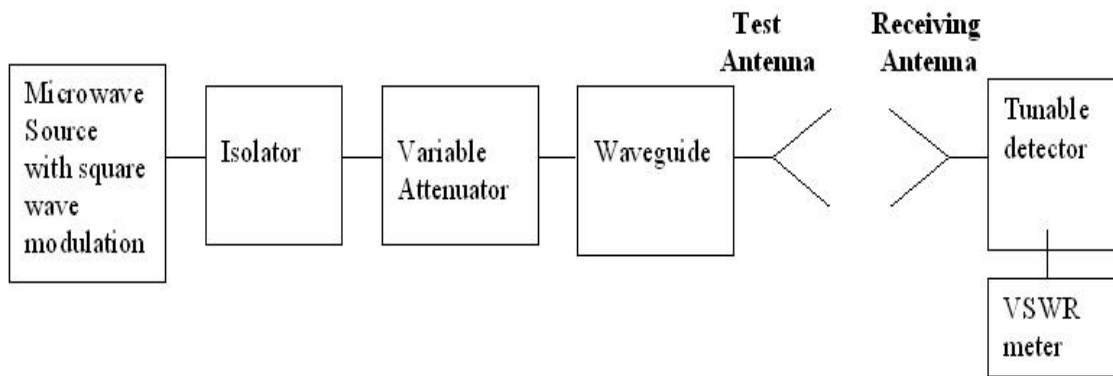 Test
Antenna
Receiving
Antenna
Microwave
Source
with square
wave
modulation
Isolator
Variable
Attenuator
Waveguide
Tunable
detector
VSWR
meter